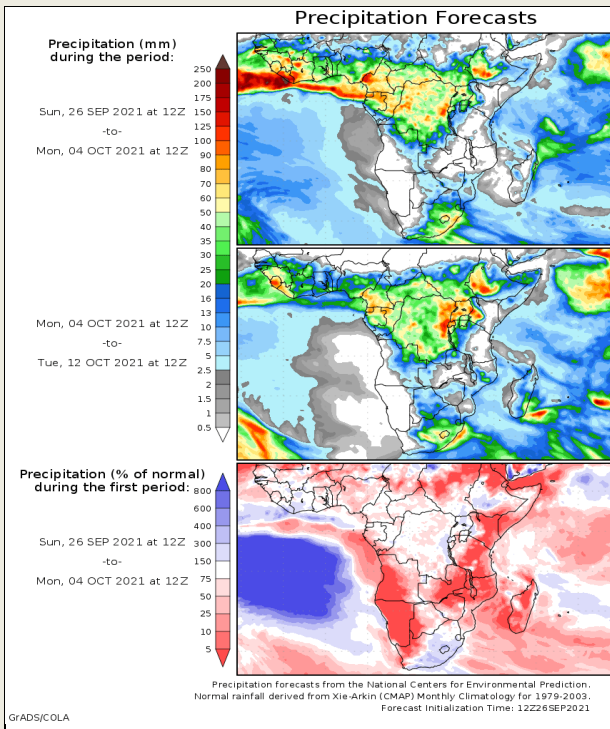 Precipitation Forecasts
Precipitation (mm)
during the period:
250
200
175
150
125
100
90
80
70
60
50
40
35
30
25
20
16
13
10
7.5
5
2.5
2
1.5
1
0.5
Sun, 26 SEP 2021 at 12Z
-to-
Mon, 04 OCT 2021 at 12Z
Mon, 04 OCT 2021 at 12Z
-to-
Tue, 12 OCT 2021 at 12Z
Precipitation (% of normal)
during the first period:
800
600
400
300
150
75
50
25
10
5
Sun, 26 SEP 2021 at 12Z
-to-
Mon, 04 OCT 2021 at 12Z
Precipitation forecasts from the National Centers for Environmental Prediction.
Normal rainfall derived from Xie-Arkin (CMAP) Monthly Climatology for 1979-2003.
Forecast Initialization Time: 12Z26SEP2021
GrADS/COLA